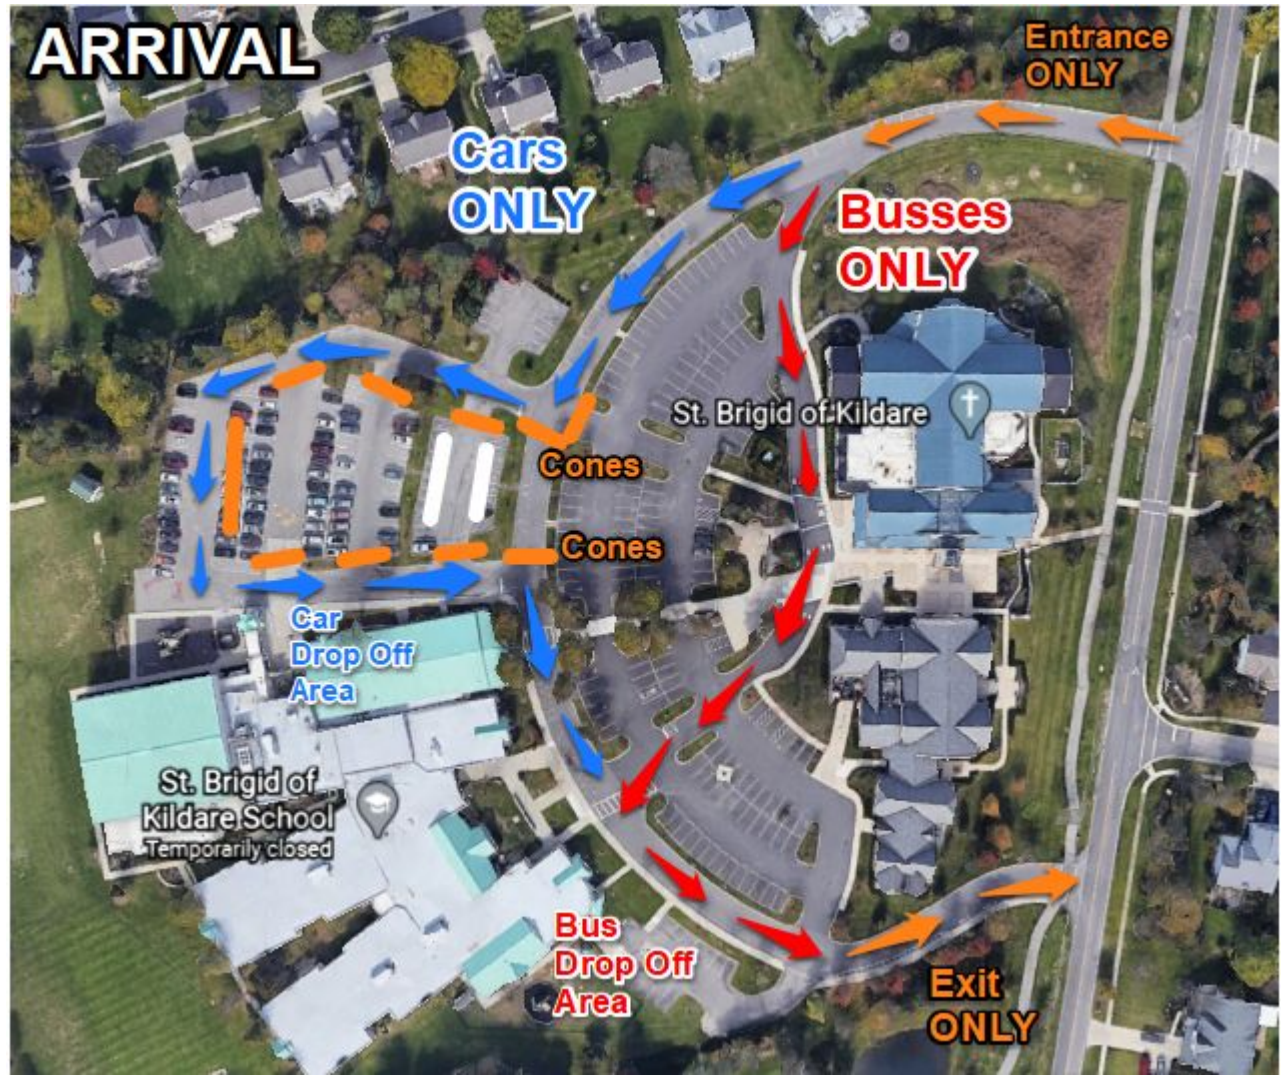 ARRIVAL
Entrance
ONLY
Cars
ONLY
Busses
ONLY
St. Brigid of Kildare
Cones
Cones
Car
Drop Off
Area
St. Brigid of
Kildare School
Temporarily closed
Bus
Drop Off
Area
Exit
ONLY